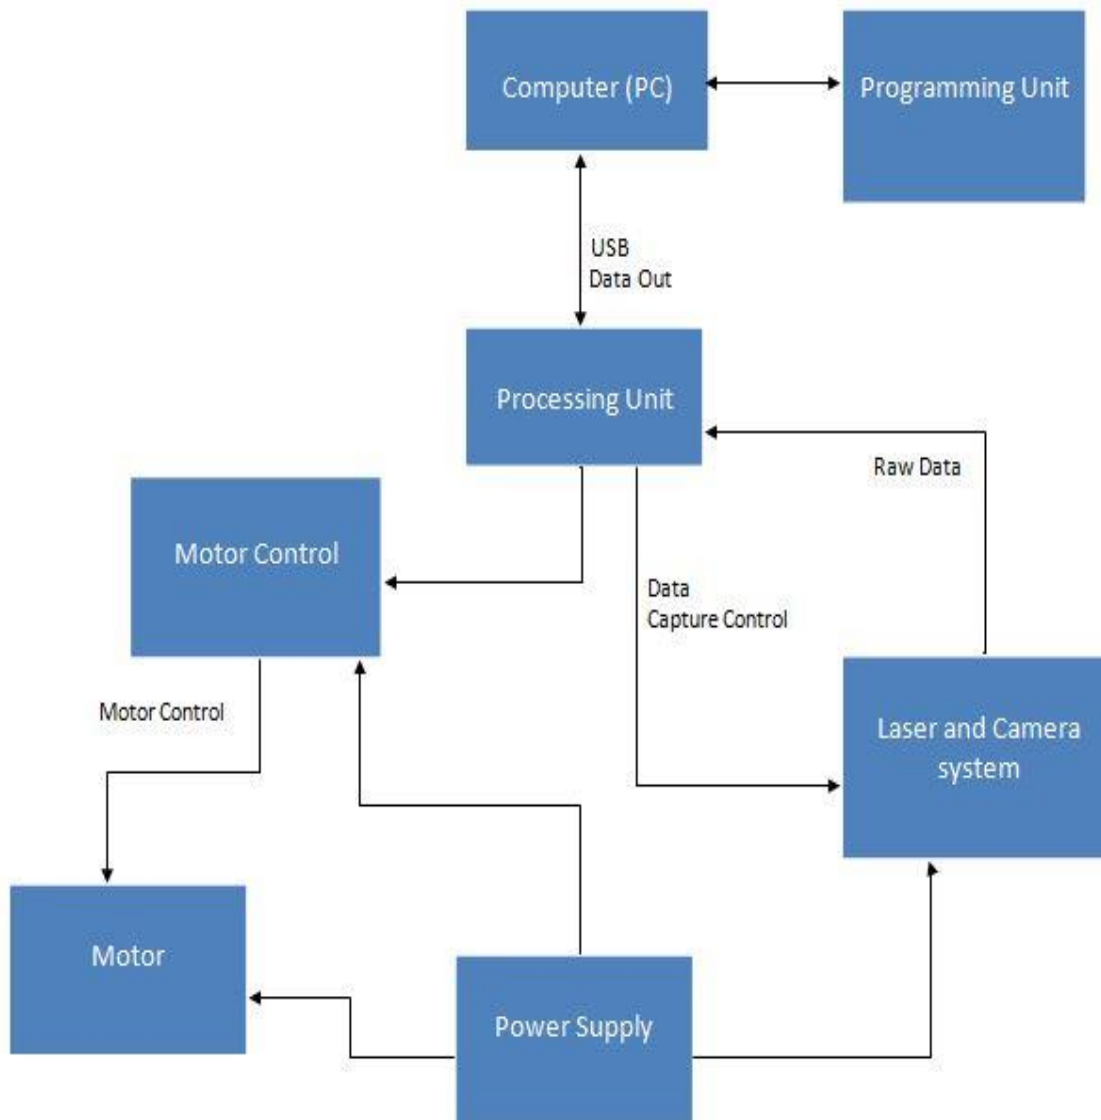 Computer (PC)
Programming Unit
USB
Data Out
Processing Unit
Raw Data
Motor Control
Data
Capture Control
Motor Control
Laser and Camera
system
Motor
Power Supply